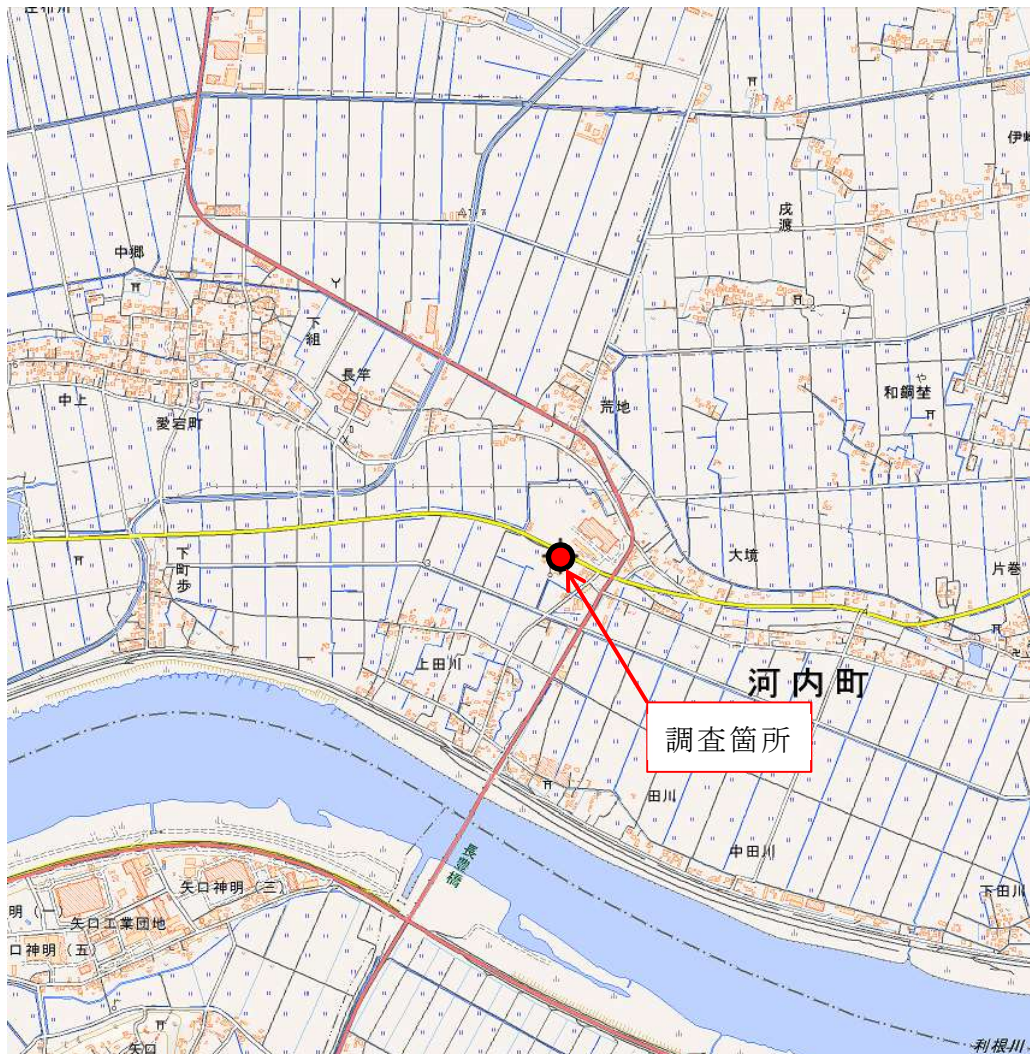 戌渡
中郷
下組
長竿
荒地
中上
愛宕町
や
和銅埜
下町歩
大境
片巻
上田川
河内町
調査箇所
田川
長豊橋
中田川
下田川
矢口神明(三)
明(一)
矢口工業団地
口神明(五)
矢口
利根川